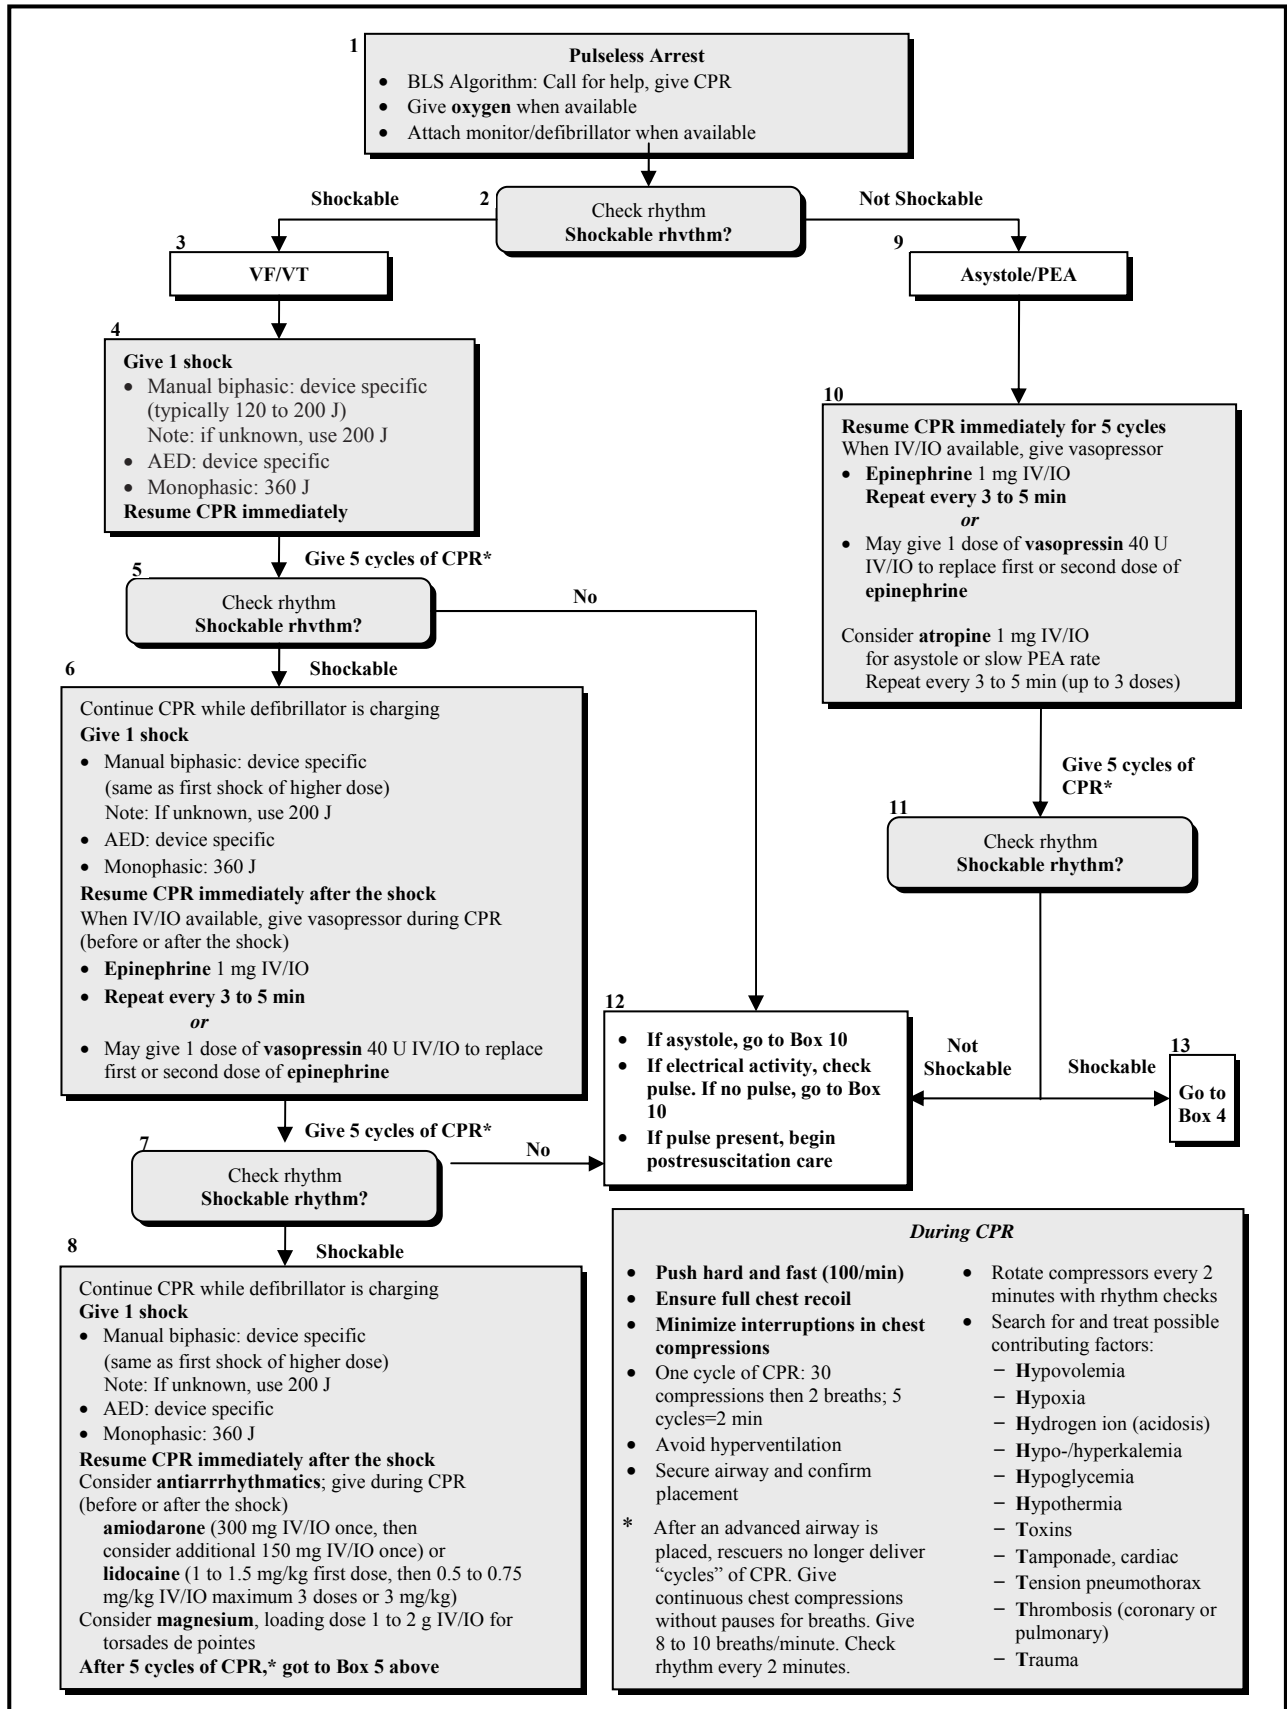 1
Pulseless Arrest
• BLS Algorithm: Call for help, give CPR
• Give oxygen when available
• Attach monitor/defibrillator when available
Shockable
2
Not Shockable
Check rhythm
Shockable rhythm?
3
VF/VT
9
Asystole/PEA
4
Give 1 shock
• Manual biphasic: device specific
(typically 120 to 200 J)
Note: if unknown, use 200 J
• AED: device specific
• Monophasic: 360 J
Resume CPR immediately
10
Resume CPR immediately for 5 cycles
When IV/IO available, give vasopressor
• Epinephrine 1 mg IV/IO
Repeat every 3 to 5 min
or
• May give 1 dose of vasopressin 40 U
IV/IO to replace first or second dose of
epinephrine
Consider atropine 1 mg IV/IO
for asystole or slow PEA rate
Repeat every 3 to 5 min (up to 3 doses)
Give 5 cycles of CPR*
5
Check rhythm
Shockable rhythm?
No
Shockable
6
Continue CPR while defibrillator is charging
Give 1 shock
• Manual biphasic: device specific
(same as first shock of higher dose)
Note: If unknown, use 200 J
• AED: device specific
• Monophasic: 360 J
Resume CPR immediately after the shock
When IV/IO available, give vasopressor during CPR
(before or after the shock)
• Epinephrine 1 mg IV/IO
• Repeat every 3 to 5 min
or
• May give 1 dose of vasopressin 40 U IV/IO to replace
first or second dose of epinephrine
Give 5 cycles of
CPR*
11
Check rhythm
Shockable rhythm?
12
• If asystole, go to Box 10
• If electrical activity, check
pulse. If no pulse, go to Box
10
• If pulse present, begin
postresuscitation care
Not
Shockable
Shockable
13
Go to
Box 4
Give 5 cycles of CPR*
7
Check rhythm
Shockable rhythm?
No
Shockable
8
Continue CPR while defibrillator is charging
Give 1 shock
• Manual biphasic: device specific
(same as first shock of higher dose)
Note: If unknown, use 200 J
• AED: device specific
• Monophasic: 360 J
Resume CPR immediately after the shock
Consider antiarrrhythmatics; give during CPR
(before or after the shock)
amiodarone (300 mg IV/IO once, then
consider additional 150 mg IV/IO once) or
lidocaine (1 to 1.5 mg/kg first dose, then 0.5 to 0.75
mg/kg IV/IO maximum 3 doses or 3 mg/kg)
Consider magnesium, loading dose 1 to 2 g IV/IO for
torsades de pointes
After 5 cycles of CPR,* got to Box 5 above
During CPR
• Push hard and fast (100/min)
• Ensure full chest recoil
• Minimize interruptions in chest
compressions
• One cycle of CPR: 30
compressions then 2 breaths; 5
cycles=2 min
• Avoid hyperventilation
• Secure airway and confirm
placement
* After an advanced airway is
placed, rescuers no longer deliver
“cycles” of CPR. Give
continuous chest compressions
without pauses for breaths. Give
8 to 10 breaths/minute. Check
rhythm every 2 minutes.
• Rotate compressors every 2
minutes with rhythm checks
• Search for and treat possible
contributing factors:
– Hypovolemia
– Hypoxia
– Hydrogen ion (acidosis)
– Hypo-/hyperkalemia
– Hypoglycemia
– Hypothermia
– Toxins
– Tamponade, cardiac
– Tension pneumothorax
– Thrombosis (coronary or
pulmonary)
– Trauma